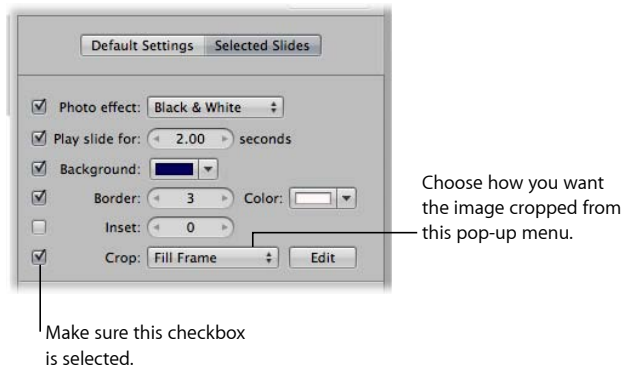 Default Settings Selected Slides
Photo effect: Black & White
Play slide for: 2.00 seconds
Background:
Border: 3 Color:
Inset: 0
Crop: Fill Frame Edit
Choose how you want
the image cropped from
this pop-up menu.
Make sure this checkbox
is selected.